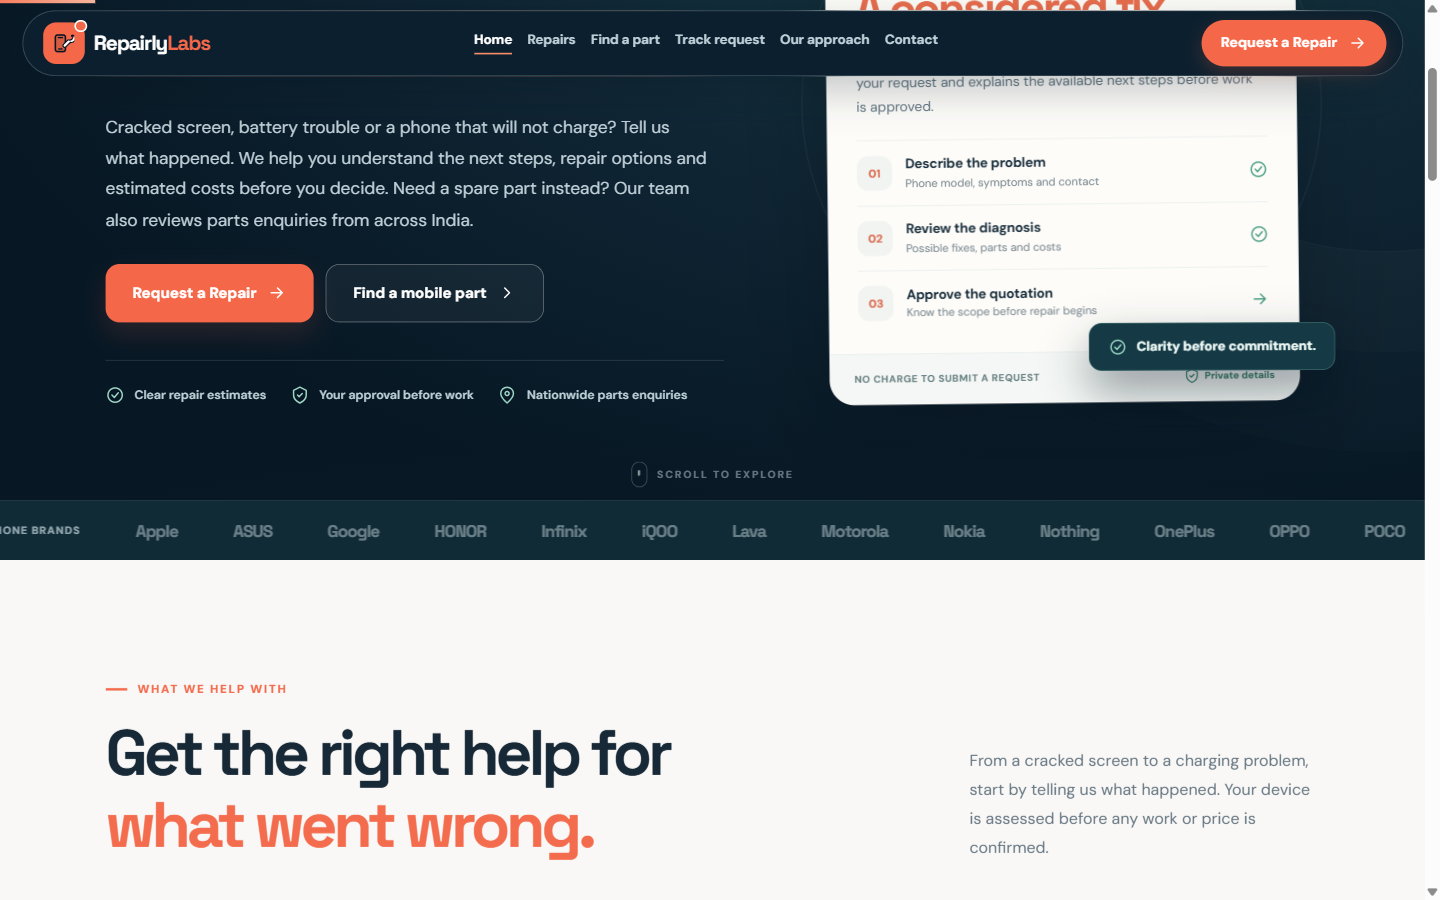 RepairlyLabs
Home Repairs Find a part Track request Our approach Contact
Request a Repair
Cracked screen, battery trouble or a phone that will not charge? Tell us
what happened. We help you understand the next steps, repair options and
estimated costs before you decide. Need a spare part instead? Our team
also reviews parts enquiries from across India.
Request a Repair
Find a mobile part
Clear repair estimates
Your approval before work
Nationwide parts enquiries
A considered fix
your request and explains the available next steps before work
is approved.
01
Describe the problem
Phone model, symptoms and contact
02
Review the diagnosis
Possible fixes, parts and costs
03
Approve the quotation
Know the scope before repair begins
Clarity before commitment.
NO CHARGE TO SUBMIT A REQUEST
Private details
SCROLL TO EXPLORE
BRANDS Apple ASUS Google HONOR Infinix iQOO Lava Motorola Nokia Nothing OnePlus OPPO POCO
WHAT WE HELP WITH
Get the right help for
what went wrong.
From a cracked screen to a charging problem,
start by telling us what happened. Your device
is assessed before any work or price is
confirmed.